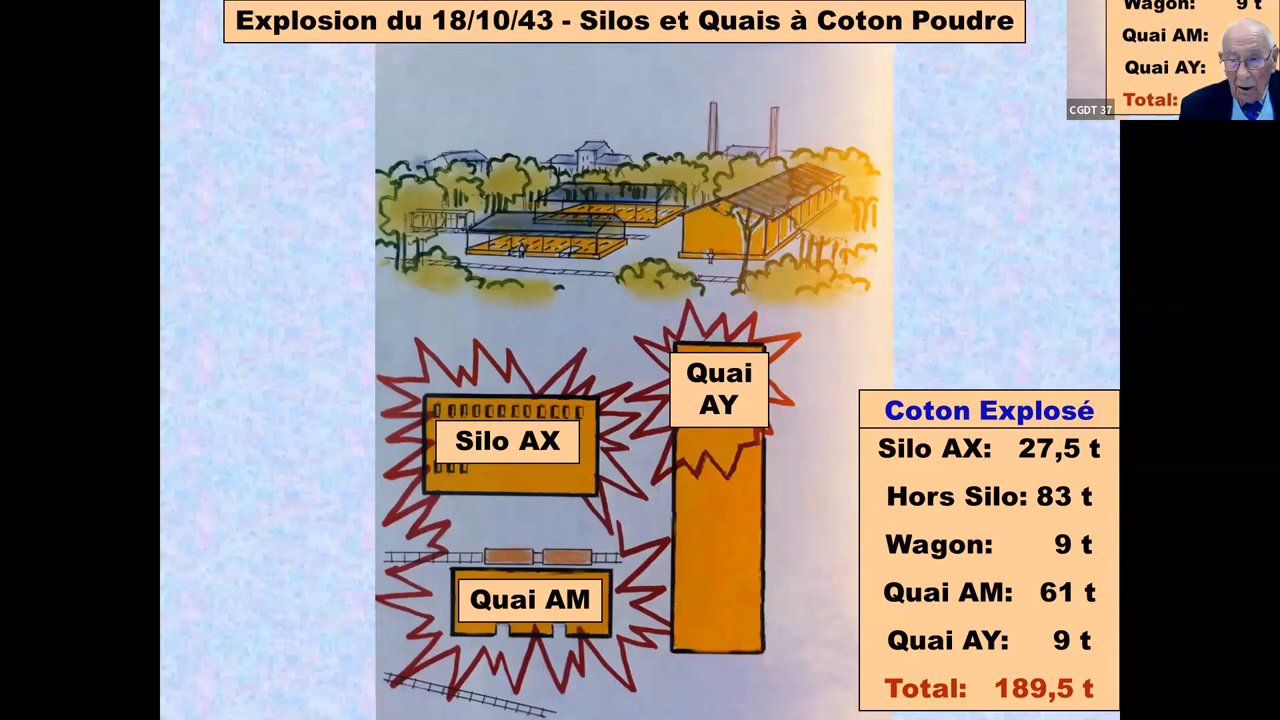 Explosion du 18/10/43 - Silos et Quais à Coton Poudre
Wagon: 9 t
Quai AM:
Quai AY:
Total:
CGDT 37
Quai
AY
Silo AX
Quai AM
Coton Explosé
Silo AX: 27,5 t
Hors Silo: 83 t
Wagon: 9 t
Quai AM: 61 t
Quai AY: 9 t
Total: 189,5 t